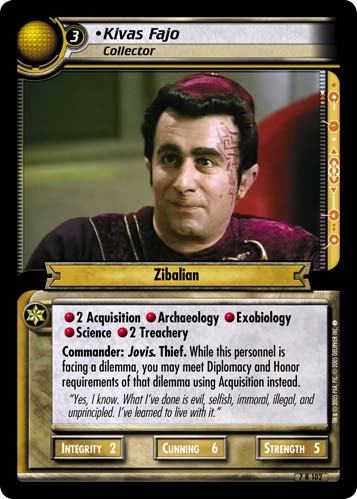 3
•Kivas Fajo
Collector
Zibalian
2 Acquisition Archaeology Exobiology
Science 2 Treachery
Commander: Jovis. Thief. While this personnel is
facing a dilemma, you may meet Diplomacy and Honor
requirements of that dilemma using Acquisition instead.
“Yes, I know. What I’ve done is evil, selfish, immoral, illegal, and
unprincipled. I’ve learned to live with it.”
INTEGRITY 2 CUNNING 6 STRENGTH 5
7 R 102